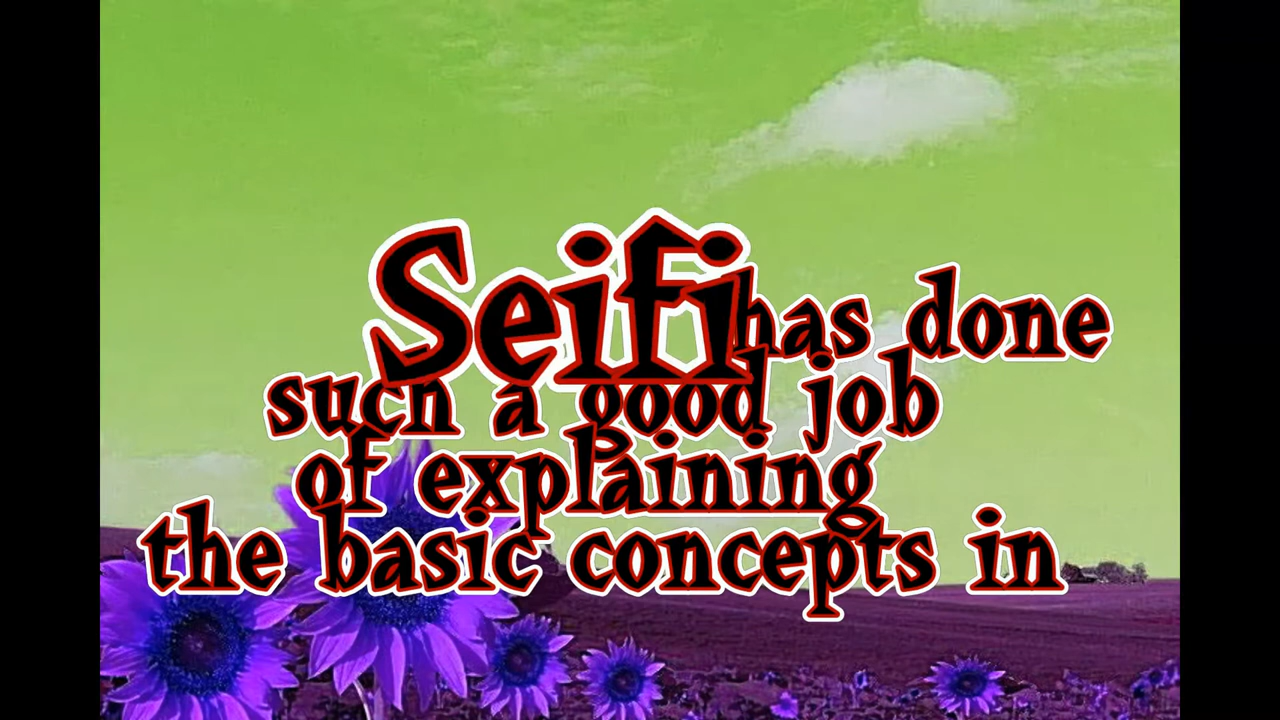 Seifi has done
such a good job
of explaining
the basic concepts in